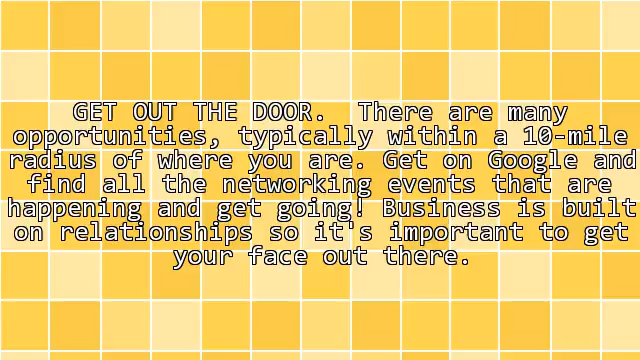 GET OUT THE DOOR.  There are many
opportunities, typically within a 10-mile
radius of where you are. Get on Google and
find all the networking events that are
happening and get going! Business is built
on relationships so it's important to get
your face out there.